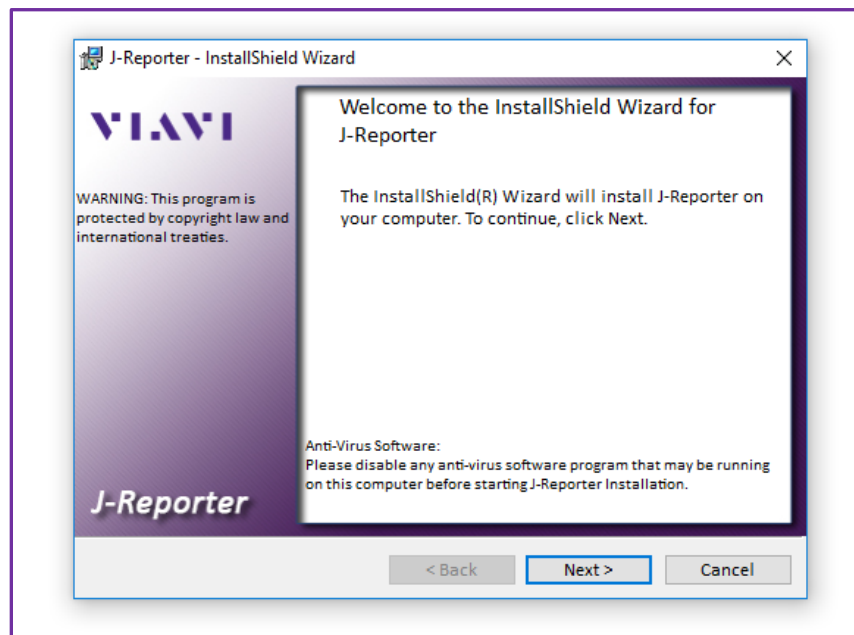 J-Reporter - InstallShield Wizard
VIAVI
WARNING: This program is
protected by copyright law and
international treaties.
J-Reporter
Welcome to the InstallShield Wizard for
J-Reporter
The InstallShield(R) Wizard will install J-Reporter on
your computer. To continue, click Next.
Anti-Virus Software:
Please disable any anti-virus software program that may be running
on this computer before starting J-Reporter Installation.
< Back
Next >
Cancel